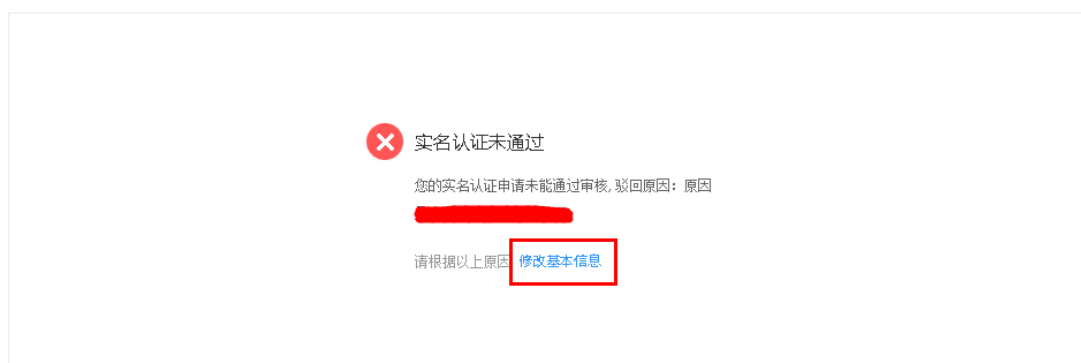 实名认证未通过
您的实名认证申请未能通过审核,驳回原因：原因
请根据以上原因 修改基本信息